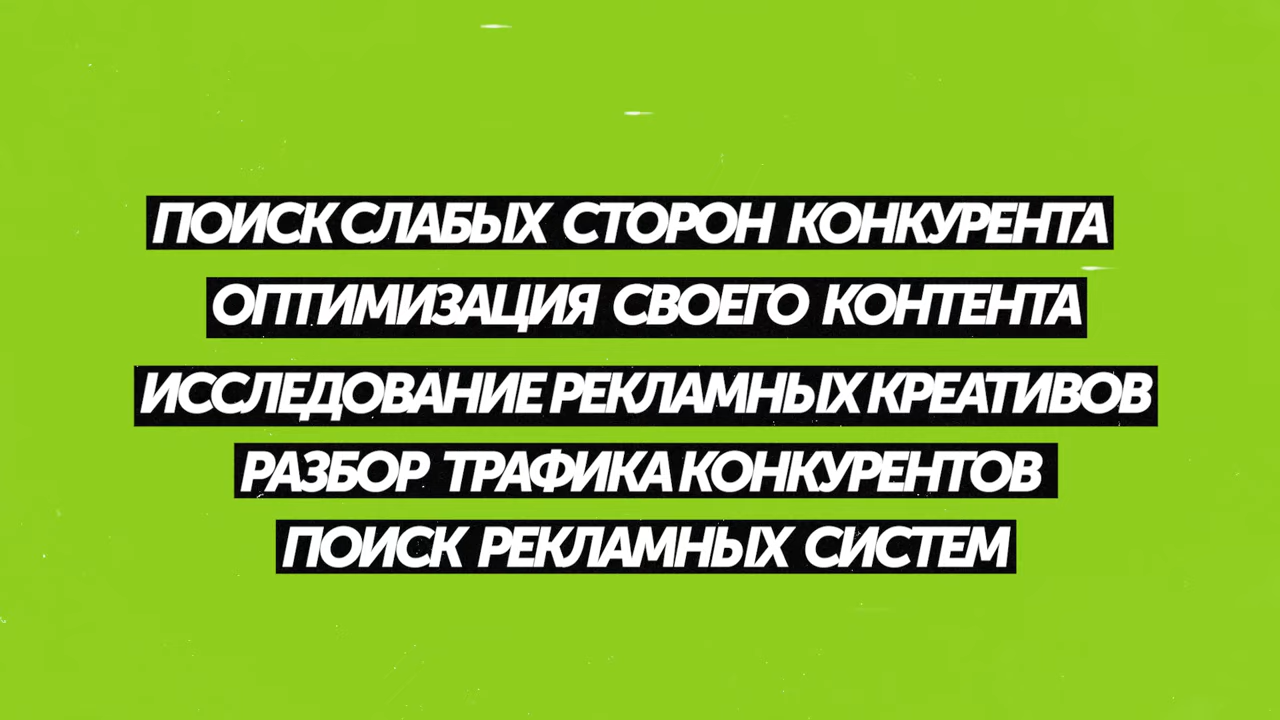 ПОИСК СЛАБЫХ СТОРОН КОНКУРЕНТА
ОПТИМИЗАЦИЯ СВОЕГО КОНТЕНТА
ИССЛЕДОВАНИЕ РЕКЛАМНЫХ КРЕАТИВОВ
РАЗБОР ТРАФИКА КОНКУРЕНТОВ
ПОИСК РЕКЛАМНЫХ СИСТЕМ